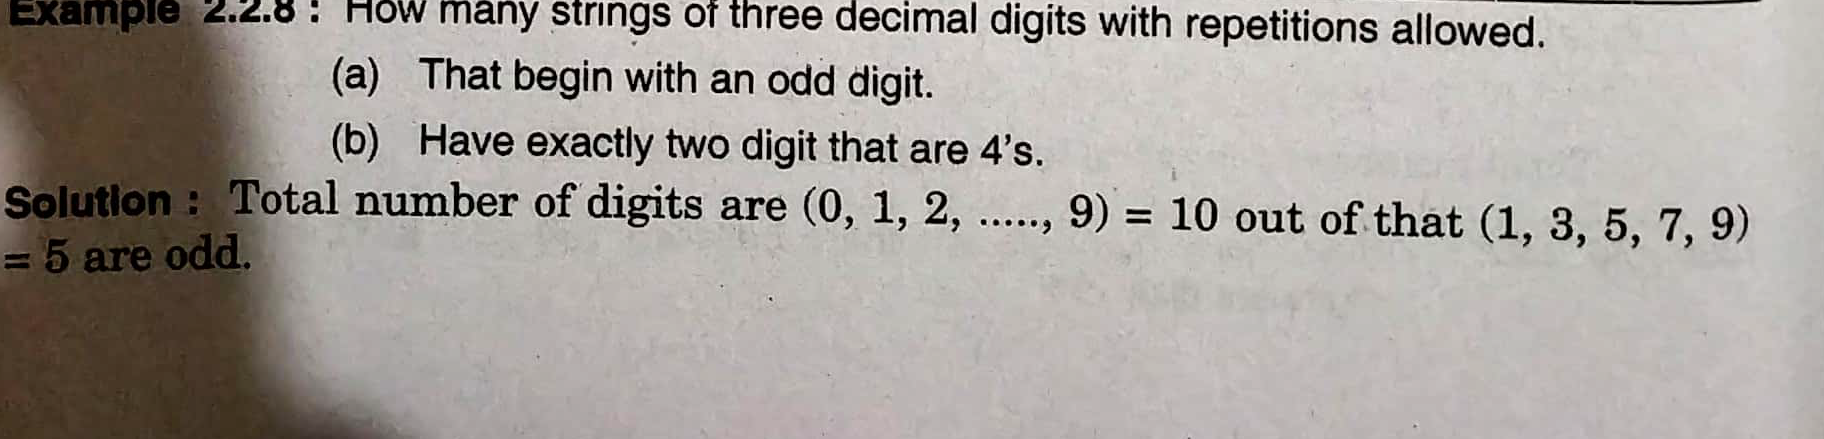 Example 2.2.8 : How many strings of three decimal digits with repetitions allowed.
(a) That begin with an odd digit.
(b) Have exactly two digit that are 4's.
Solution : Total number of digits are (0, 1, 2, ....., 9) = 10 out of that (1, 3, 5, 7, 9)
= 5 are odd.